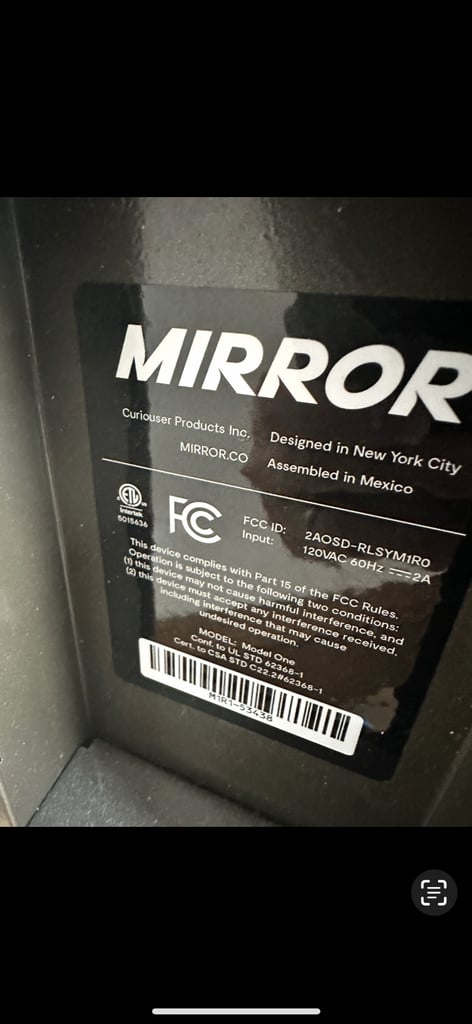 MIRROR
Curiouser Products Inc.
MIRROR.CO
Designed in New York City
Assembled in Mexico
ETL
US
Intertek
5015636
FC
FCC ID: 2AOSD-RLSYM1R0
Input: 120VAC 60Hz ⎓2A
This device complies with Part 15 of the FCC Rules.
Operation is subject to the following two conditions:
(1) this device may not cause harmful interference, and
(2) this device must accept any interference received,
including interference that may cause
undesired operation.
MODEL: Model One
Conf. to UL STD 62368-1
Cert. to CSA STD C22.2#62368-1
M1R1-53438